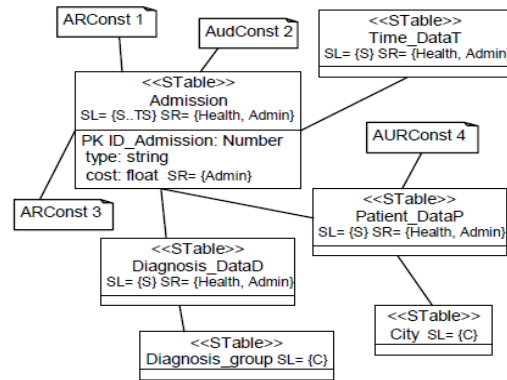 ARConst 1
AudConst 2
<<STable>>
Time_DataT
SL= {S} SR= {Health, Admin}
<<STable>>
Admission
SL= {S..TS} SR= {Health, Admin}
PK ID_Admission: Number
type: string
cost: float SR= {Admin}
AURConst 4
ARConst 3
<<STable>>
Patient_DataP
SL= {S} SR= {Health, Admin}
<<STable>>
Diagnosis_DataD
SL= {S} SR= {Health, Admin}
<<STable>>
City SL= {C}
<<STable>>
Diagnosis_group SL= {C}